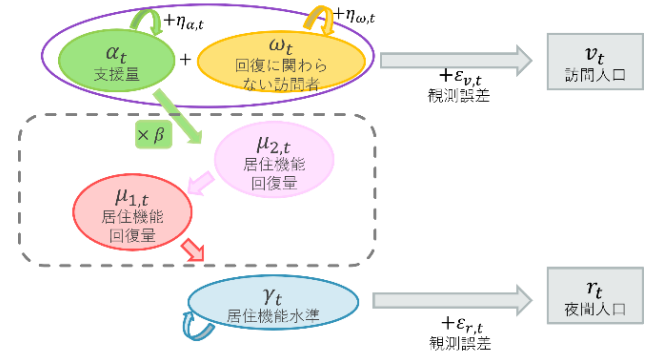 +η_{α,t}
+η_{ω,t}
α_t
支援量
+
ω_t
回復に関わら
ない訪問者
+ε_{v,t}
観測誤差
v_t
訪問人口
× β
μ_{2,t}
居住機能
回復量
μ_{1,t}
居住機能
回復量
γ_t
居住機能水準
+ε_{r,t}
観測誤差
r_t
夜間人口